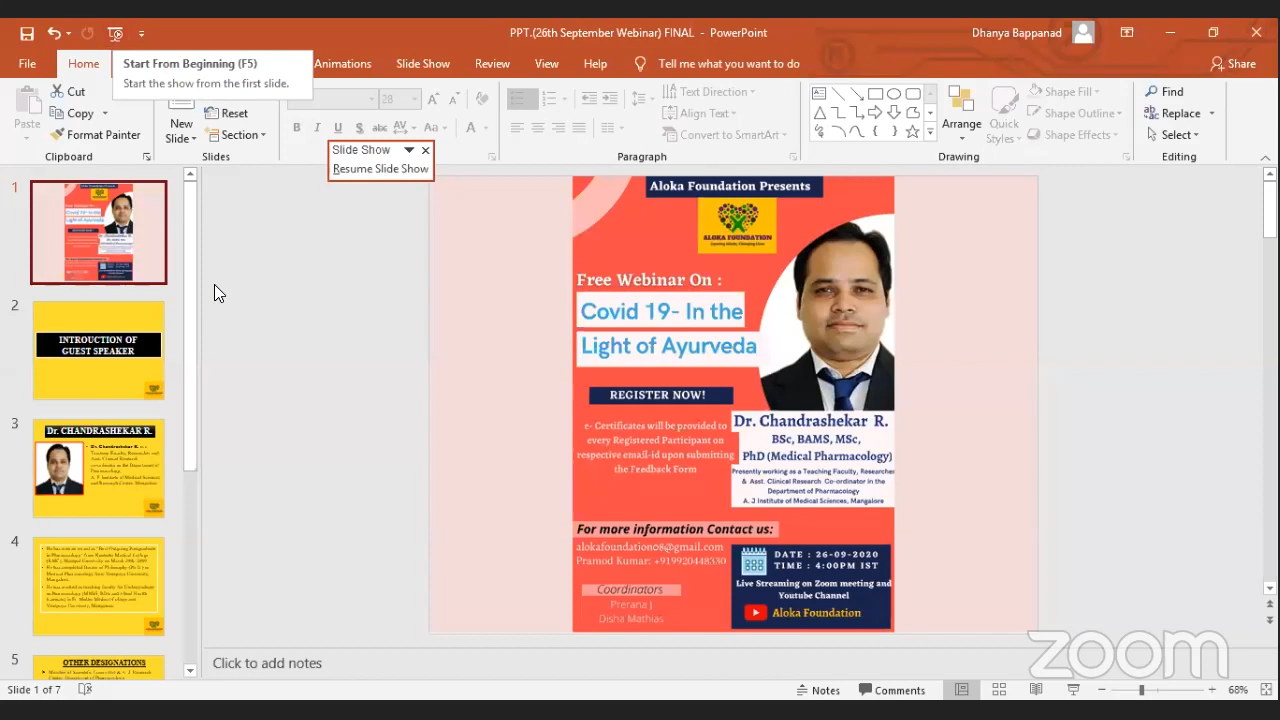 PPT.(26th September Webinar) FINAL - PowerPoint
Dhanya Bappanad
File
Home
Animations
Slide Show
Review
View
Help
Tell me what you want to do
Share
Start From Beginning (F5)
Start the show from the first slide.
Paste
Cut
Copy
Format Painter
Clipboard
New
Slide
Reset
Section
Slides
28
Slide Show
Resume Slide Show
Text Direction
Align Text
Convert to SmartArt
Paragraph
Arrange
Quick
Styles
Shape Fill
Shape Outline
Shape Effects
Drawing
Find
Replace
Select
Editing
1
2
INTRODUCTION OF
GUEST SPEAKER
3
Dr. CHANDRASHEKAR R.
4
5
OTHER DESIGNATIONS
Aloka Foundation Presents
ALOKA FOUNDATION
Free Webinar On :
Covid 19- In the
Light of Ayurveda
REGISTER NOW!
e- Certificates will be provided to
every Registered Participant on
respective email-id upon submitting
the Feedback Form
Dr. Chandrashekar R.
BSc, BAMS, MSc,
PhD (Medical Pharmacology)
Presently working as a Teaching Faculty, Researcher
& Asst. Clinical Research Co-ordinator in the
Department of Pharmacology
A. J Institute of Medical Sciences, Mangalore
For more information Contact us:
alokafoundation08@gmail.com
Pramod Kumar: +919920448330
Coordinators
Prerana J
Disha Mathias
DATE : 26-09-2020
TIME : 4:00PM IST
Live Streaming on Zoom meeting and
Youtube Channel
Aloka Foundation
Click to add notes
Slide 1 of 7
Notes
Comments
68%
zoom